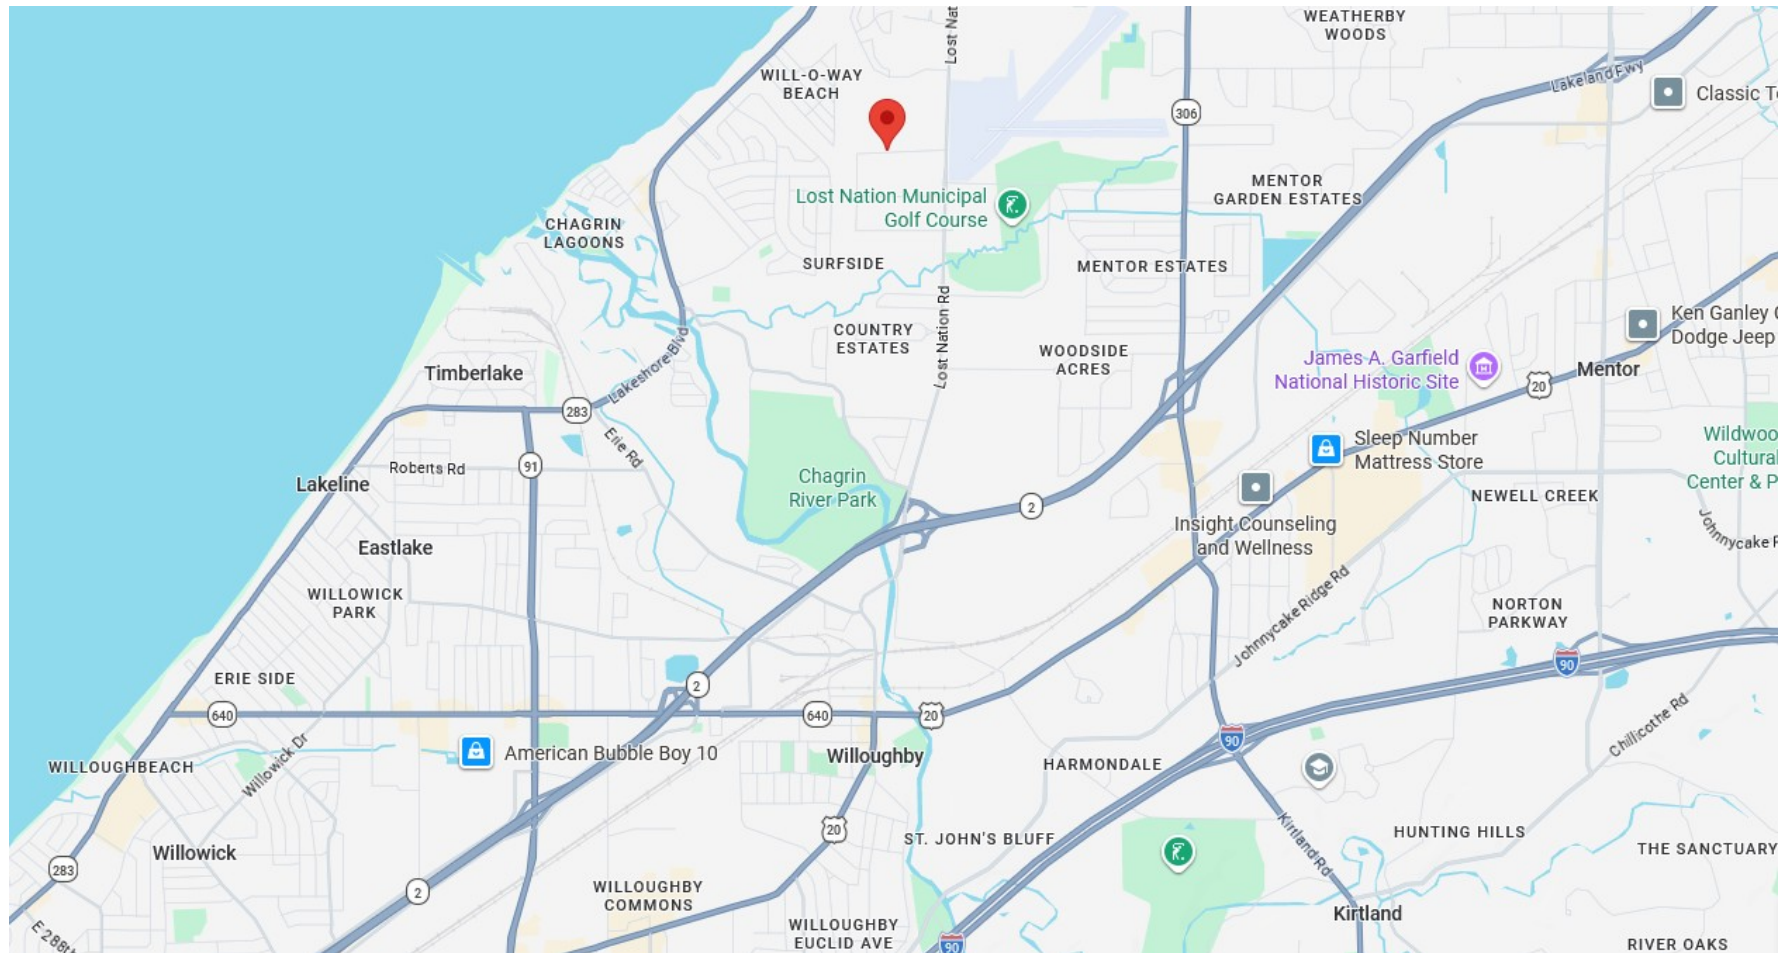 WEATHERBY
WOODS
Lost Nat
Lakeland Fwy
WILL-O-WAY
BEACH
Classic T
306
MENTOR
GARDEN ESTATES
Lost Nation Municipal
Golf Course
CHAGRIN
LAGOONS
SURFSIDE
MENTOR ESTATES
Lost Nation Rd
COUNTRY
ESTATES
WOODSIDE
ACRES
Ken Ganley C
Dodge Jeep
James A. Garfield
National Historic Site
Mentor
20
Timberlake
Lakeshore Blvd
283
Erie Rd
Sleep Number
Mattress Store
Wildwoo
Cultural
Center & P
Roberts Rd
91
Lakeline
Chagrin
River Park
2
NEWELL CREEK
Insight Counseling
and Wellness
Johnnycake R
Eastlake
WILLOWICK
PARK
Johnnycake Ridge Rd
NORTON
PARKWAY
90
ERIE SIDE
2
640
640
20
90
Chillicothe Rd
American Bubble Boy 10
Willoughby
WILLOUGHBEACH
Willowick Dr
HARMONDALE
20
Willowick
ST. JOHN'S BLUFF
Kirtland Rd
HUNTING HILLS
THE SANCTUARY
283
2
WILLOUGHBY
COMMONS
Kirtland
WILLOUGHBY
EUCLID AVE
90
RIVER OAKS
E 288th